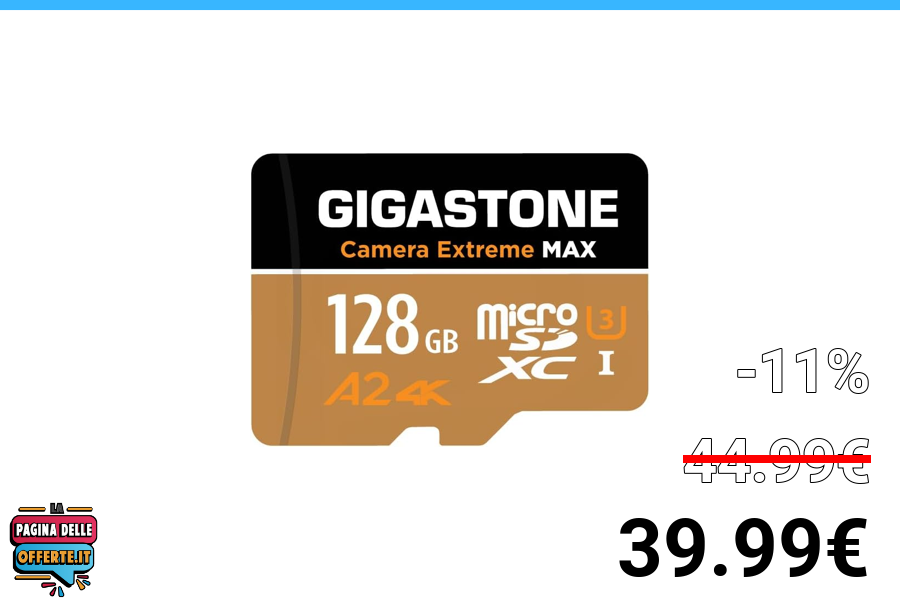 GIGASTONE
Camera Extreme MAX
128 GB
micro
SD
XC
3
I
A2 4K
-11%
44.99€
39.99€
LA
PAGINA DELLE
OFFERTE.IT